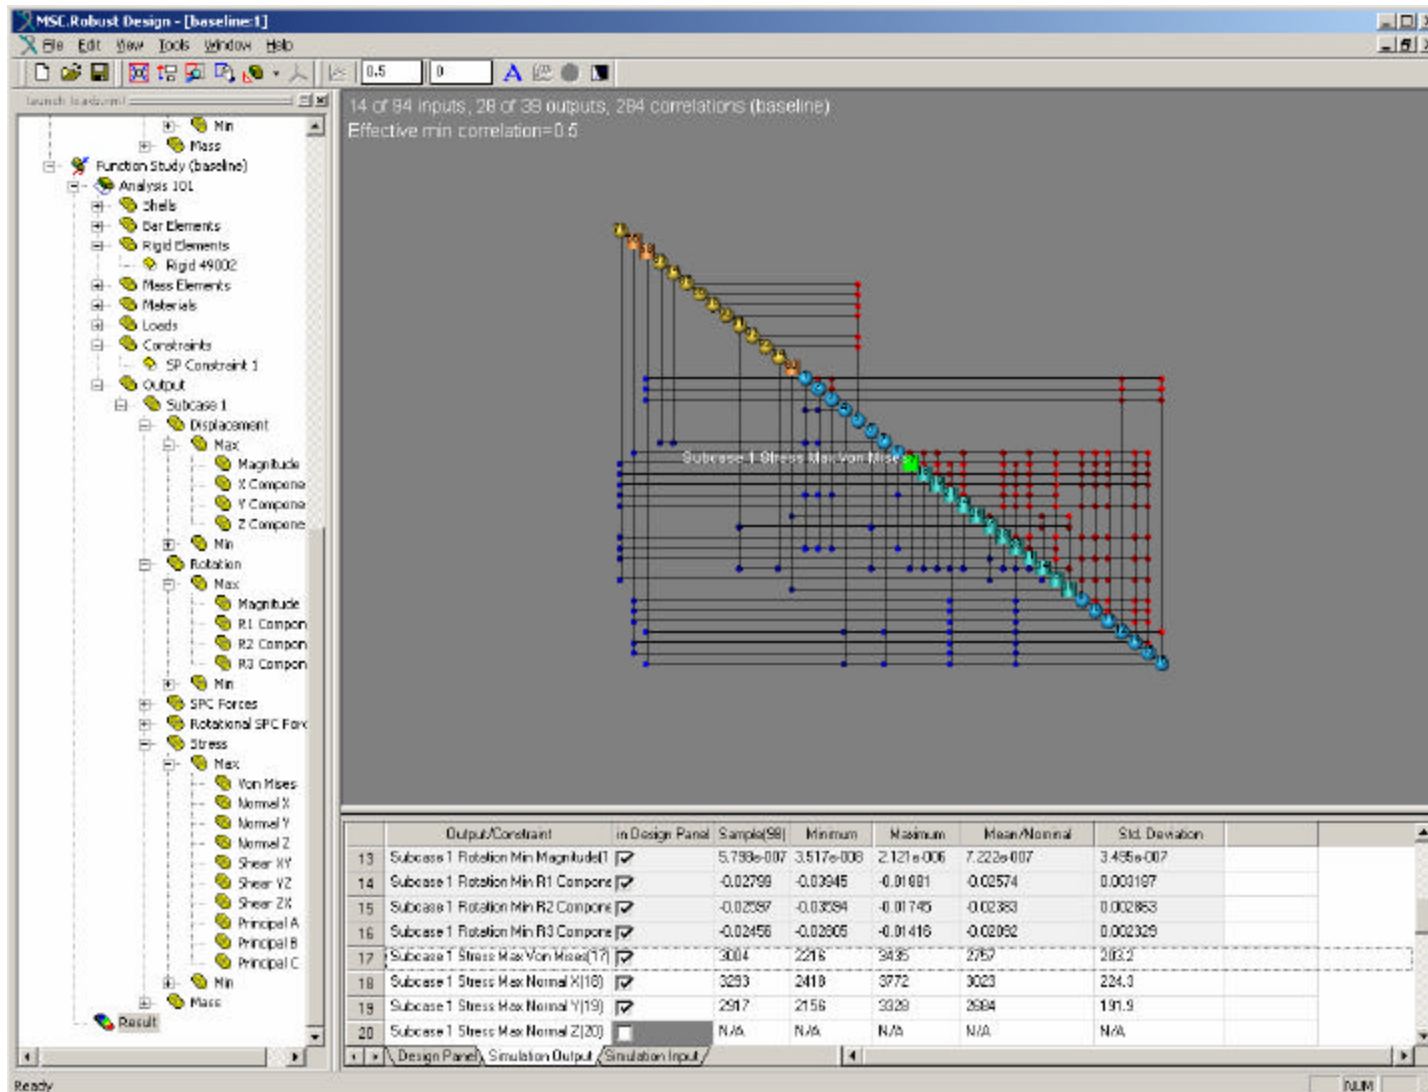 MSC.Robust Design - [baseline:1]
File Edit View Tools Window Help
0.5 0 A
14 of 94 inputs, 28 of 39 outputs, 284 correlations (baseline)
Effective min correlation=0.5
Min
Mass
Function Study (baseline)
Analysis 101
Shells
Bar Elements
Rigid Elements
Rigid 49002
Mass Elements
Materials
Loads
Constraints
SP Constraint 1
Output
Subcase 1
Displacement
Max
Magnitude
X Compone
Y Compone
Z Compone
Min
Rotation
Max
Magnitude
R1 Compon
R2 Compon
R3 Compon
Min
SPC Forces
Rotational SPC Forc
Stress
Max
Von Mises
Normal X
Normal Y
Normal Z
Shear XY
Shear YZ
Shear ZX
Principal A
Principal B
Principal C
Min
Mass
Result
Subcase 1 Stress Max Von Mises
Output/Constraint in Design Panel Sample(98) Minimum Maximum Mean/Nominal Std. Deviation
13 Subcase 1 Rotation Min Magnitude(1 5.799e-007 3.517e-008 2.121e-006 7.222e-007 3.495e-007
14 Subcase 1 Rotation Min R1 Compone -0.02799 -0.03945 -0.01881 -0.02574 0.003187
15 Subcase 1 Rotation Min R2 Compone -0.02597 -0.03594 -0.01745 -0.02383 0.002863
16 Subcase 1 Rotation Min R3 Compone -0.02456 -0.02805 -0.01416 -0.02092 0.002329
17 Subcase 1 Stress Max Von Mises(17) 3004 2216 3435 2757 203.2
18 Subcase 1 Stress Max Normal X(18) 3293 2418 3772 3023 224.3
19 Subcase 1 Stress Max Normal Y(19) 2917 2156 3328 2684 191.9
20 Subcase 1 Stress Max Normal Z(20) N/A N/A N/A N/A N/A
Design Panel Simulation Output Simulation Input
Ready NUM